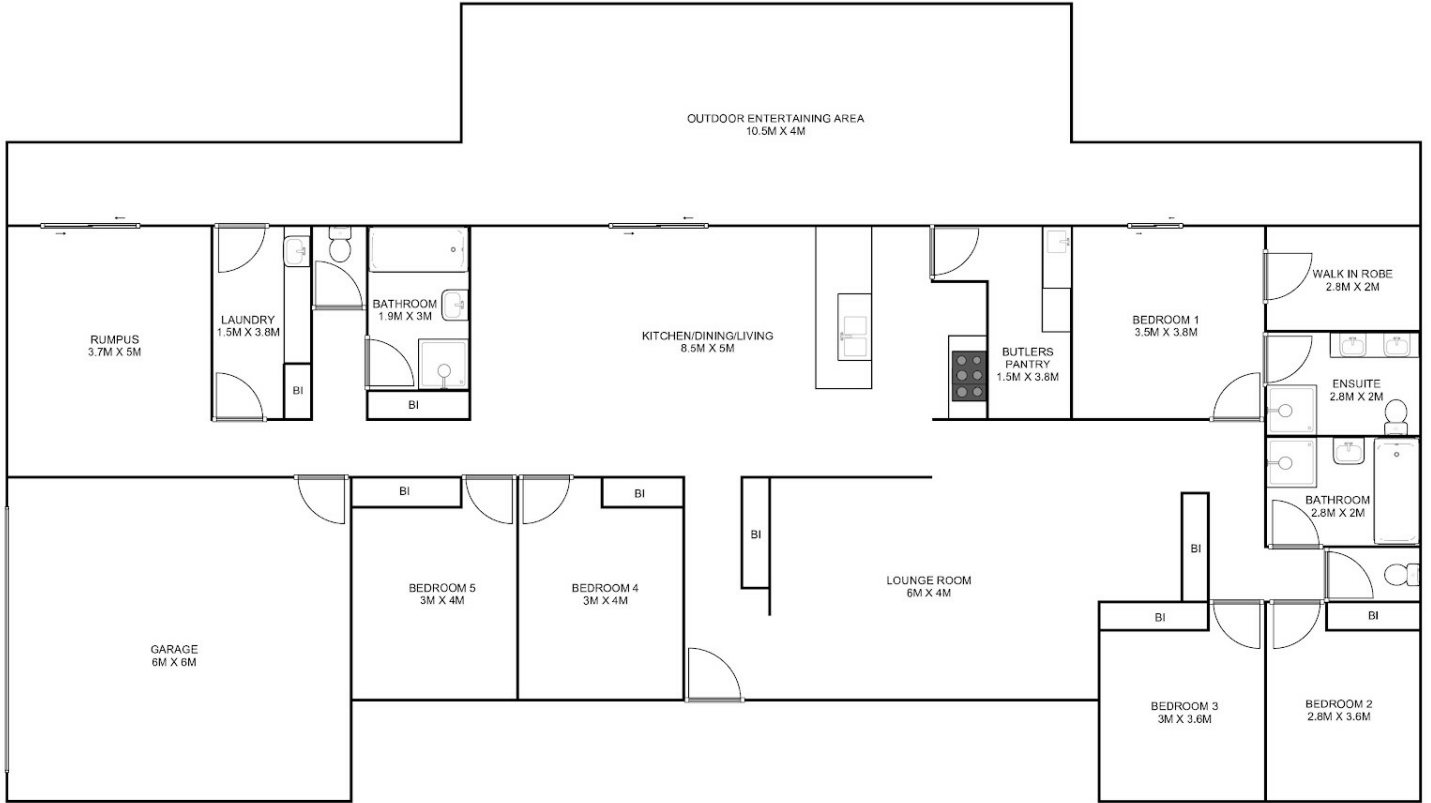 OUTDOOR ENTERTAINING AREA
10.5M X 4M
RUMPUS
3.7M X 5M
LAUNDRY
1.5M X 3.8M
BI
BATHROOM
1.9M X 3M
BI
KITCHEN/DINING/LIVING
8.5M X 5M
BUTLERS
PANTRY
1.5M X 3.8M
BEDROOM 1
3.5M X 3.8M
WALK IN ROBE
2.8M X 2M
ENSUITE
2.8M X 2M
BATHROOM
2.8M X 2M
GARAGE
6M X 6M
BI
BEDROOM 5
3M X 4M
BI
BEDROOM 4
3M X 4M
BI
LOUNGE ROOM
6M X 4M
BI
BI
BEDROOM 3
3M X 3.6M
BI
BEDROOM 2
2.8M X 3.6M